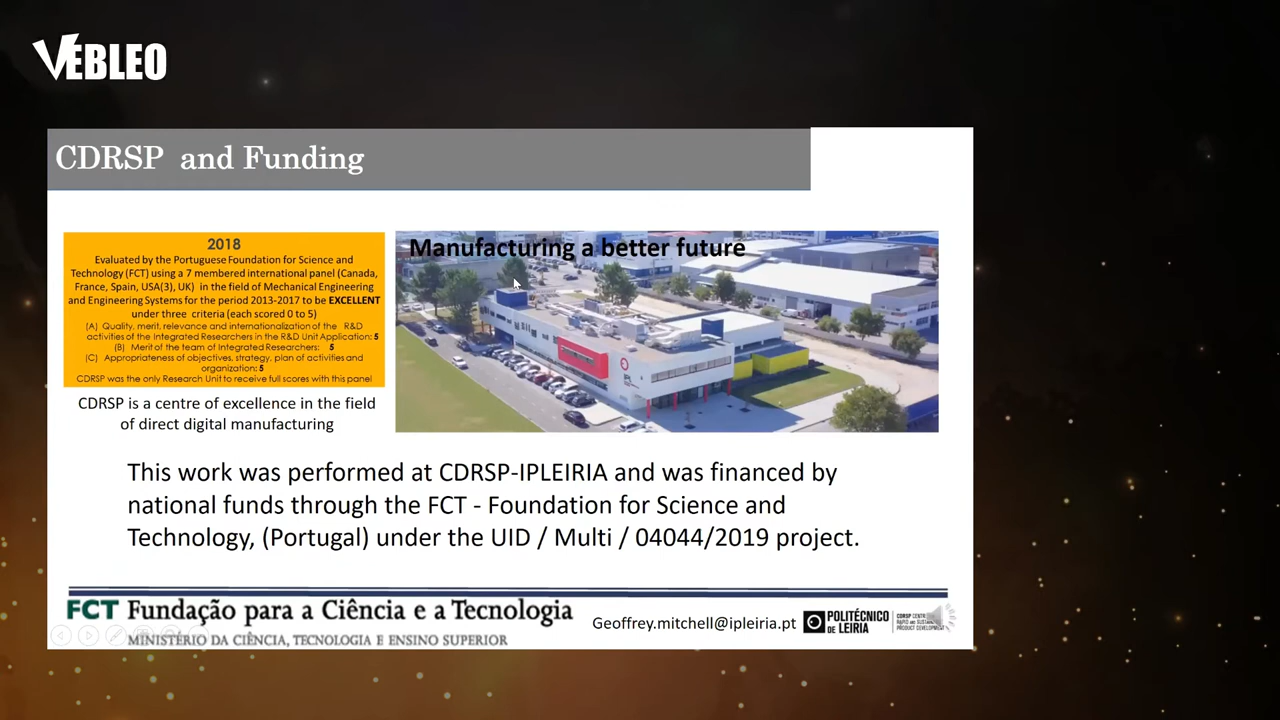 VEBLEO
CDRSP and Funding
2018
Evaluated by the Portuguese Foundation for Science and
Technology (FCT) using a 7 membered international panel (Canada,
France, Spain, USA(3), UK) in the field of Mechanical Engineering
and Engineering Systems for the period 2013-2017 to be EXCELLENT
under three criteria (each scored 0 to 5)
(A) Quality, merit, relevance and internationalization of the R&D
activities of the Integrated Researchers in the R&D Unit Application: 5
(B) Merit of the team of Integrated Researchers: 5
(C) Appropriateness of objectives, strategy, plan of activities and
organization: 5
CDRSP was the only Research Unit to receive full scores with this panel
Manufacturing a better future
CDRSP is a centre of excellence in the field
of direct digital manufacturing
This work was performed at CDRSP-IPLEIRIA and was financed by
national funds through the FCT - Foundation for Science and
Technology, (Portugal) under the UID / Multi / 04044/2019 project.
FCT Fundação para a Ciência e a Tecnologia
MINISTÉRIO DA CIÊNCIA, TECNOLOGIA E ENSINO SUPERIOR
Geoffrey.mitchell@ipleiria.pt
POLITÉCNICO
DE LEIRIA
CDRSP CENTRE
RAPID AND SUSTAINABLE
PRODUCT DEVELOPMENT